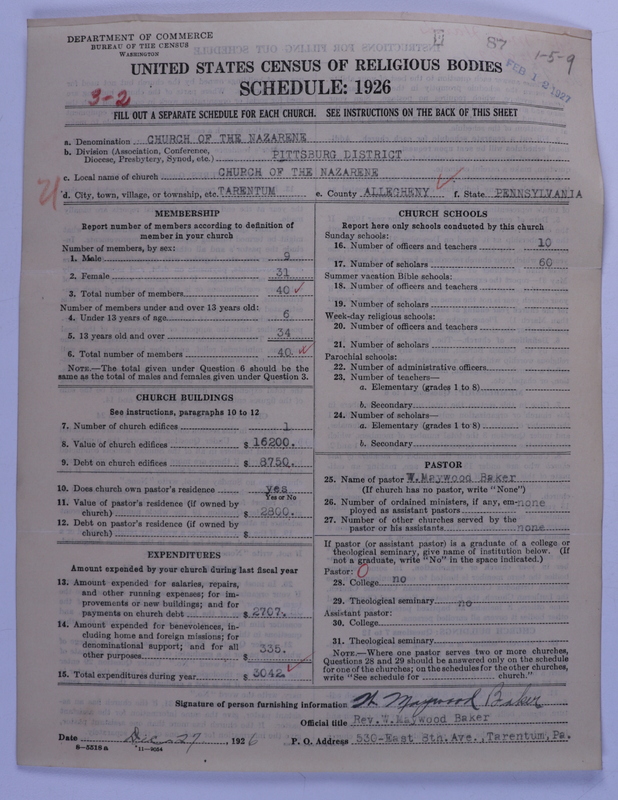 DEPARTMENT OF COMMERCE
BUREAU OF THE CENSUS
WASHINGTON
87
1-5-9
FEB 1 2 1927
UNITED STATES CENSUS OF RELIGIOUS BODIES
SCHEDULE: 1926
3-2
FILL OUT A SEPARATE SCHEDULE FOR EACH CHURCH. SEE INSTRUCTIONS ON THE BACK OF THIS SHEET
a. Denomination CHURCH OF THE NAZARENE
b. Division (Association, Conference, Diocese, Presbytery, Synod, etc.) PITTSBURG DISTRICT
c. Local name of church CHURCH OF THE NAZARENE
d. City, town, village, or township, etc. TARENTUM e. County ALLEGHENY f. State PENNSYLVANIA
MEMBERSHIP
Report number of members according to definition of
member in your church
Number of members, by sex:
1. Male 9
2. Female 31
3. Total number of members 40
Number of members under and over 13 years old:
4. Under 13 years of age 6
5. 13 years old and over 34
6. Total number of members 40
NOTE.—The total given under Question 6 should be the
same as the total of males and females given under Question 3.
CHURCH BUILDINGS
See instructions, paragraphs 10 to 12
7. Number of church edifices 1
8. Value of church edifices $ 16200.
9. Debt on church edifices $ 8750.
10. Does church own pastor's residence yes
Yes or No
11. Value of pastor's residence (if owned by
church) $ 2800.
12. Debt on pastor's residence (if owned by
church) $
EXPENDITURES
Amount expended by your church during last fiscal year
13. Amount expended for salaries, repairs,
and other running expenses; for im-
provements or new buildings; and for
payments on church debt $ 2707.
14. Amount expended for benevolences, in-
cluding home and foreign missions; for
denominational support; and for all
other purposes $ 335.
15. Total expenditures during year $ 3042.
CHURCH SCHOOLS
Report here only schools conducted by this church
Sunday schools:
16. Number of officers and teachers 10
17. Number of scholars 60
Summer vacation Bible schools:
18. Number of officers and teachers
19. Number of scholars
Week-day religious schools:
20. Number of officers and teachers
21. Number of scholars
Parochial schools:
22. Number of administrative officers
23. Number of teachers—
a. Elementary (grades 1 to 8)
b. Secondary
24. Number of scholars—
a. Elementary (grades 1 to 8)
b. Secondary
PASTOR
25. Name of pastor W.Maywood Baker
(If church has no pastor, write "None")
26. Number of ordained ministers, if any, em-
ployed as assistant pastors none
27. Number of other churches served by the
pastor or his assistants none
If pastor (or assistant pastor) is a graduate of a college or
theological seminary, give name of institution below. (If
not a graduate, write "No" in the space indicated.)
Pastor: O
28. College no
29. Theological seminary no
Assistant pastor:
30. College
31. Theological seminary
NOTE.—Where one pastor serves two or more churches,
Questions 28 and 29 should be answered only on the schedule
for one of the churches; on the schedules for the other churches,
write "See schedule for church."
Signature of person furnishing information W Maywood Baker
Official title Rev.W.Maywood Baker
Date Dec 27, 1926 P. O. Address 530-East 8th.Ave.,Tarentum,Pa.
8-5518 a 11-9054